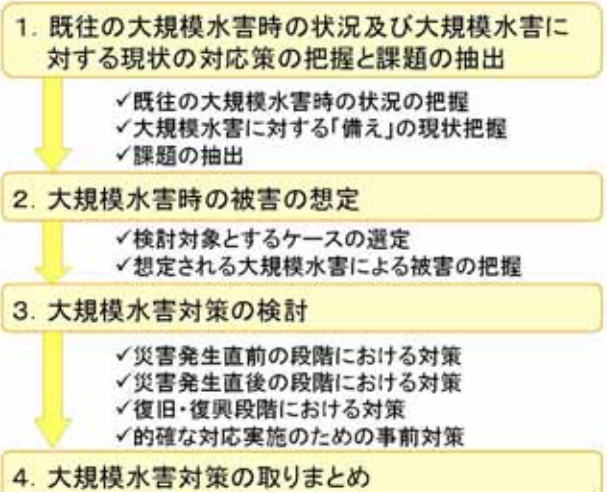 1. 既往の大規模水害時の状況及び大規模水害に
対する現状の対応策の把握と課題の抽出
✓既往の大規模水害時の状況の把握
✓大規模水害に対する「備え」の現状把握
✓課題の抽出
2. 大規模水害時の被害の想定
✓検討対象とするケースの選定
✓想定される大規模水害による被害の把握
3. 大規模水害対策の検討
✓災害発生直前の段階における対策
✓災害発生直後の段階における対策
✓復旧・復興段階における対策
✓的確な対応実施のための事前対策
4. 大規模水害対策の取りまとめ